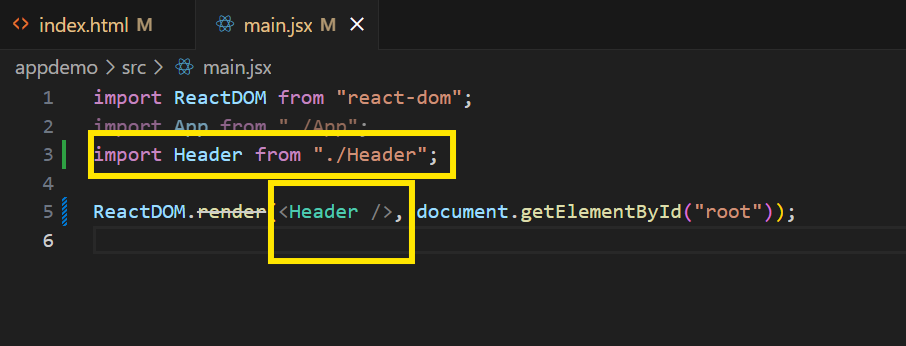 index.html M
main.jsx M
appdemo > src > main.jsx
1 import ReactDOM from "react-dom";
2 import App from "./App";
3 import Header from "./Header";
4
5 ReactDOM.render(<Header />, document.getElementById("root"));
6